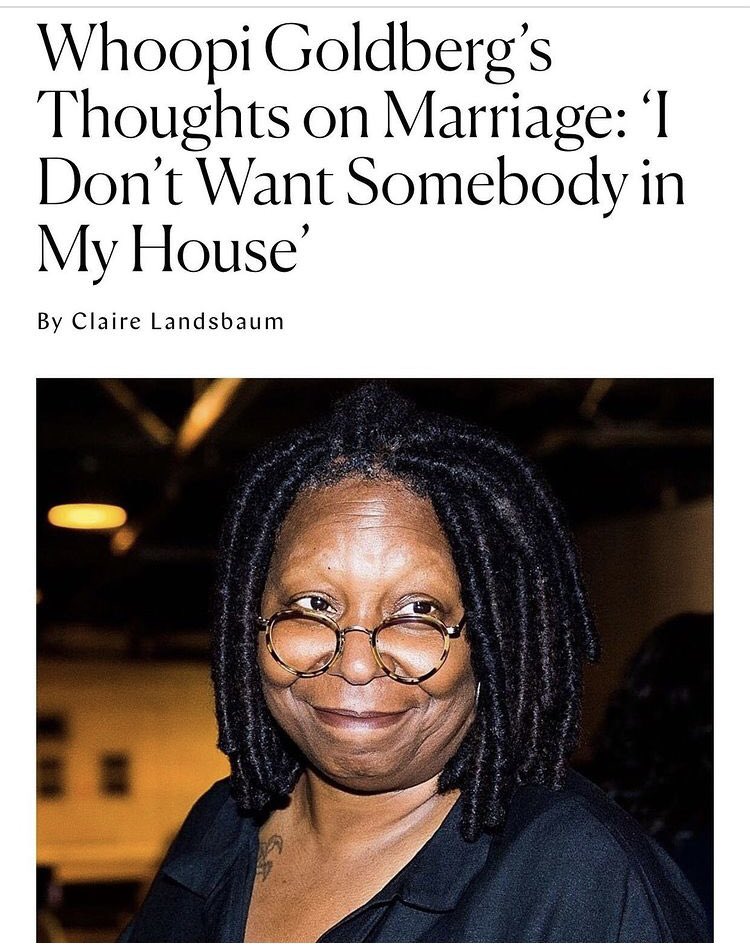 Whoopi Goldberg’s
Thoughts on Marriage: ‘I
Don’t Want Somebody in
My House’
By Claire Landsbaum